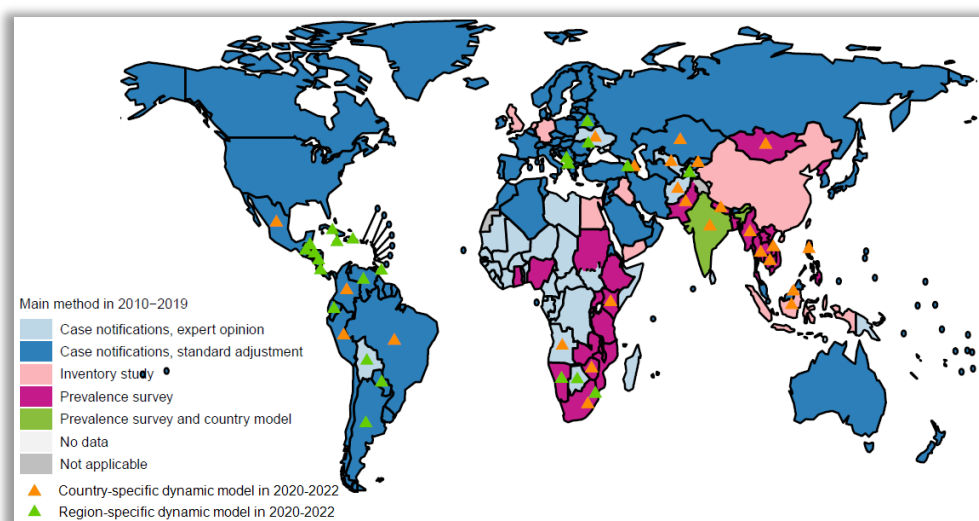 Main method in 2010−2019
Case notifications, expert opinion
Case notifications, standard adjustment
Inventory study
Prevalence survey
Prevalence survey and country model
No data
Not applicable
Country-specific dynamic model in 2020-2022
Region-specific dynamic model in 2020-2022